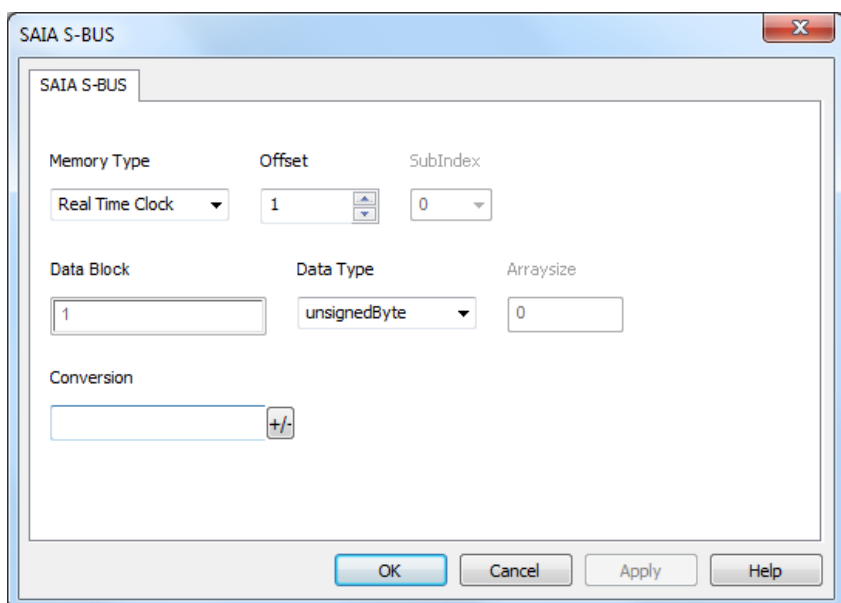 SAIA S-BUS
SAIA S-BUS
Memory Type Offset SubIndex
Real Time Clock 1 0
Data Block Data Type Arraysize
1 unsignedByte 0
Conversion
+/-
OK Cancel Apply Help